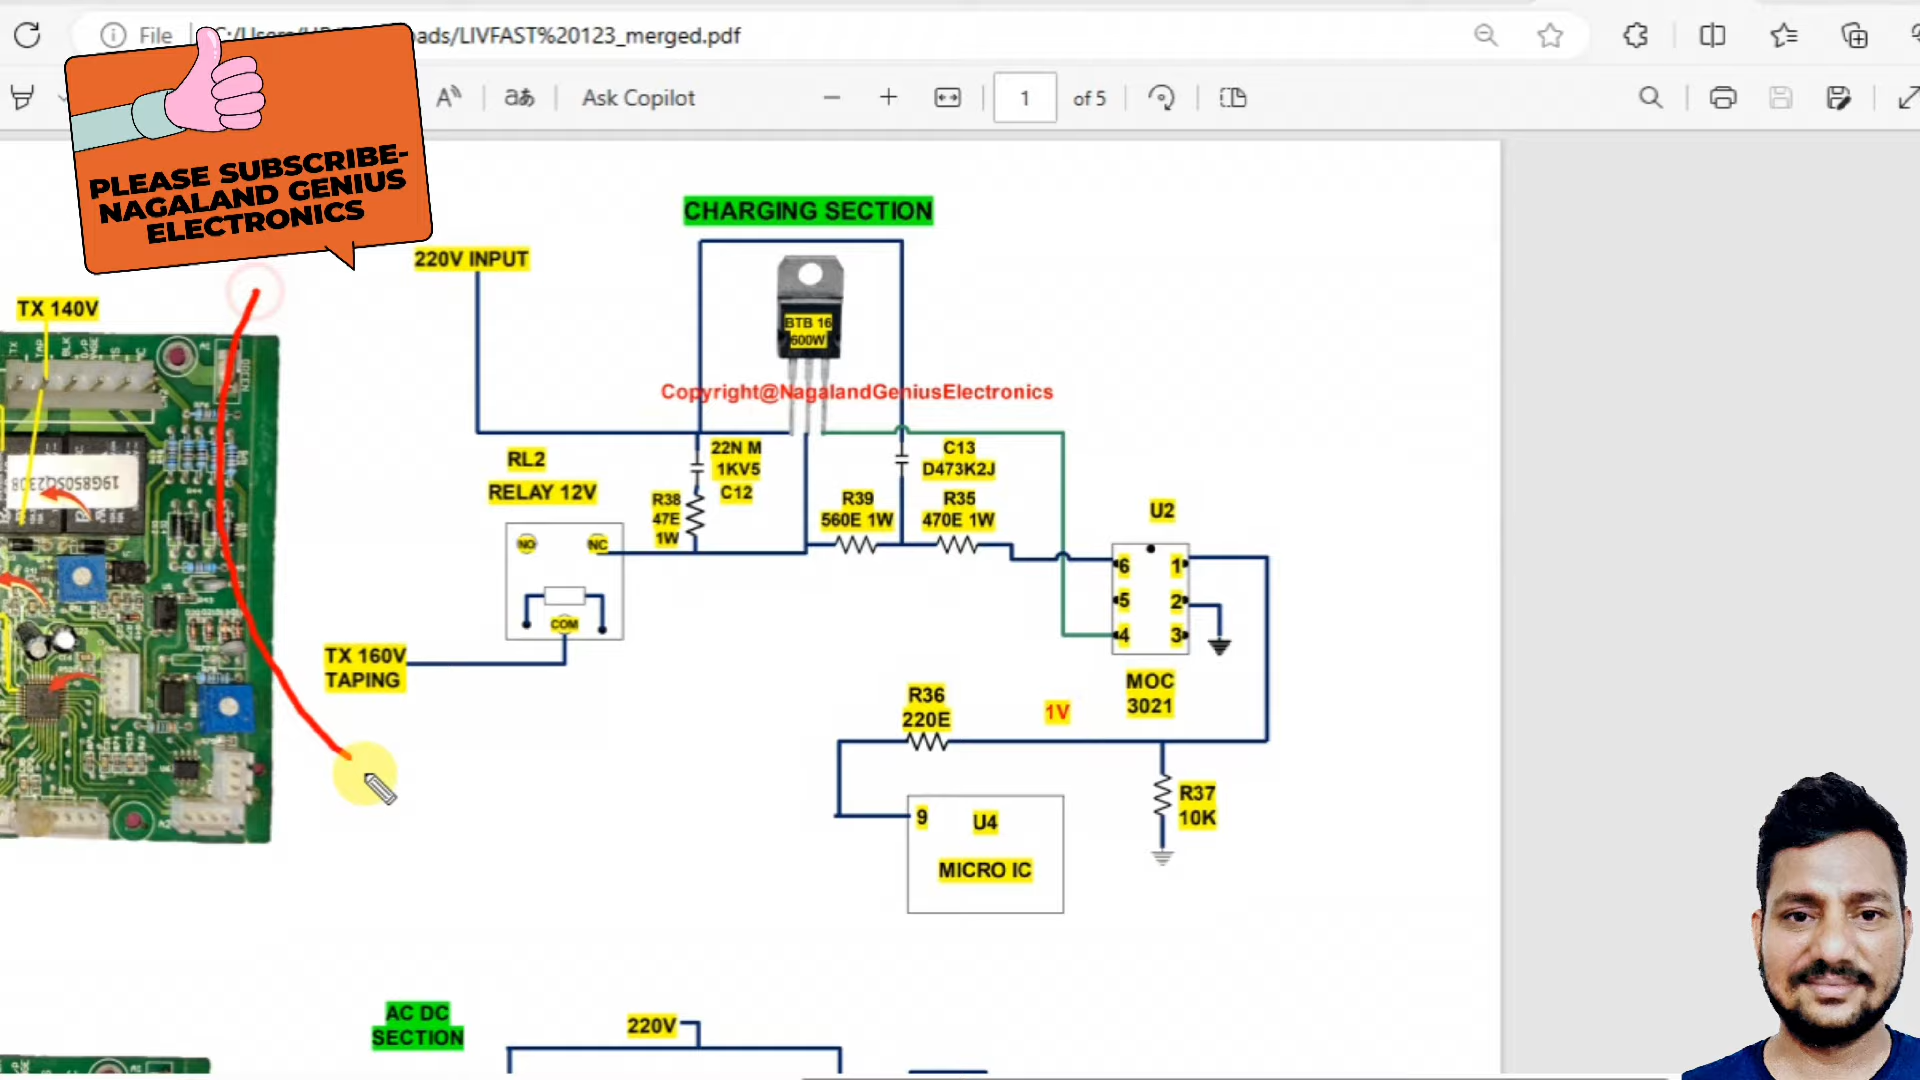 File
ads/LIVFAST%20123_merged.pdf
aあ
Ask Copilot
1
of 5
PLEASE SUBSCRIBE-
NAGALAND GENIUS
ELECTRONICS
CHARGING SECTION
220V INPUT
TX 140V
BTB 16
600W
Copyright@NagalandGeniusElectronics
RL2
RELAY 12V
22N M
1KV5
C12
R38
47E
1W
C13
D473K2J
R39
560E 1W
R35
470E 1W
U2
NO
NC
COM
6
5
4
1
2
3
MOC
3021
TX 160V
TAPING
R36
220E
1V
R37
10K
9
U4
MICRO IC
AC DC
SECTION
220V